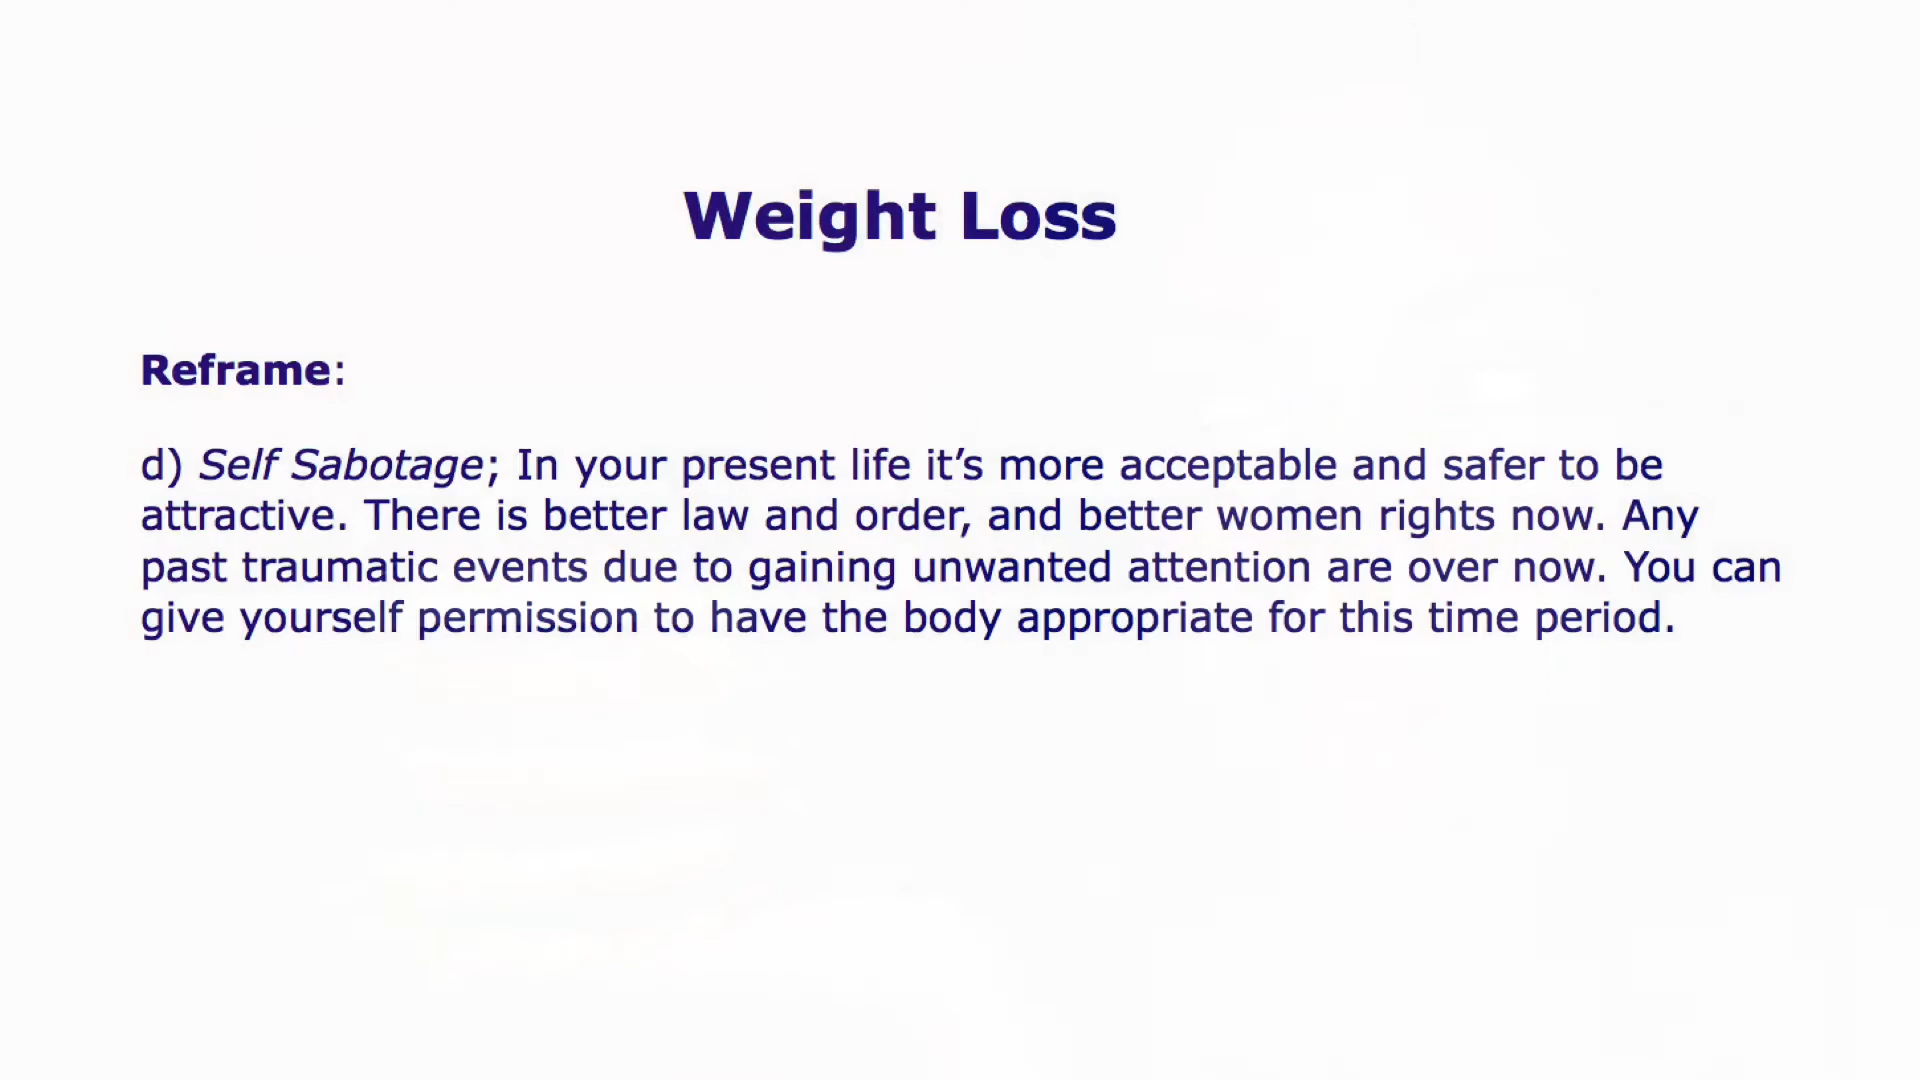 Weight Loss
Reframe:
d) Self Sabotage; In your present life it’s more acceptable and safer to be
attractive. There is better law and order, and better women rights now. Any
past traumatic events due to gaining unwanted attention are over now. You can
give yourself permission to have the body appropriate for this time period.